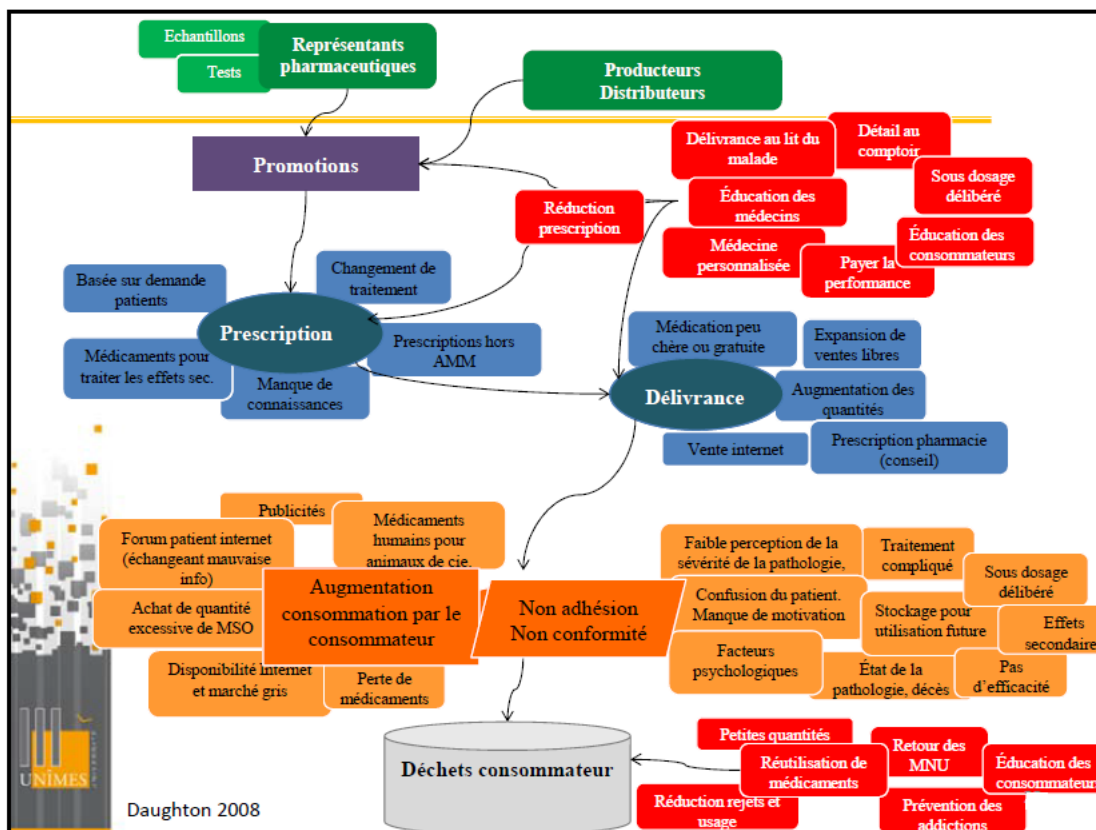 Echantillons
Tests
Représentants
pharmaceutiques
Producteurs
Distributeurs
Promotions
Délivrance au lit du
malade
Détail au
comptoir
Sous dosage
délibéré
Éducation des
médecins
Réduction
prescription
Médecine
personnalisée
Payer la
performance
Éducation des
consommateurs
Basée sur demande
patients
Changement de
traitement
Prescription
Médicaments pour
traiter les effets sec.
Manque de
connaissances
Prescriptions hors
AMM
Médication peu
chère ou gratuite
Expansion de
ventes libres
Délivrance
Augmentation des
quantités
Vente internet
Prescription pharmacie
(conseil)
Publicités
Médicaments
humains pour
animaux de cie.
Forum patient internet
(échangeant mauvaise
info)
Augmentation
consommation par le
consommateur
Achat de quantité
excessive de MSO
Disponibilité internet
et marché gris
Perte de
médicaments
Non adhésion
Non conformité
Faible perception de la
sévérité de la pathologie,
Traitement
compliqué
Sous dosage
délibéré
Confusion du patient.
Manque de motivation
Stockage pour
utilisation future
Effets
secondaire
Facteurs
psychologiques
État de la
pathologie, décès
Pas
d'efficacité
Déchets consommateur
Petites quantités
Réutilisation de
médicaments
Retour des
MNU
Éducation des
consommateur
Réduction rejets et
usage
Prévention des
addictions
UNÎMES
UNIVERSITÉ
Daughton 2008